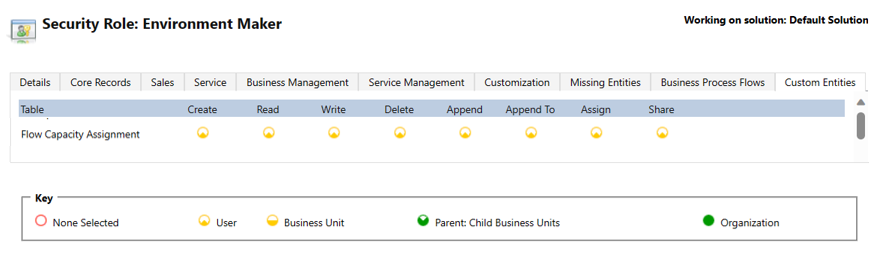 Security Role: Environment Maker
Working on solution: Default Solution
Details Core Records Sales Service Business Management Service Management Customization Missing Entities Business Process Flows Custom Entities
Table Create Read Write Delete Append Append To Assign Share
Flow Capacity Assignment
Key
None Selected User Business Unit Parent: Child Business Units Organization